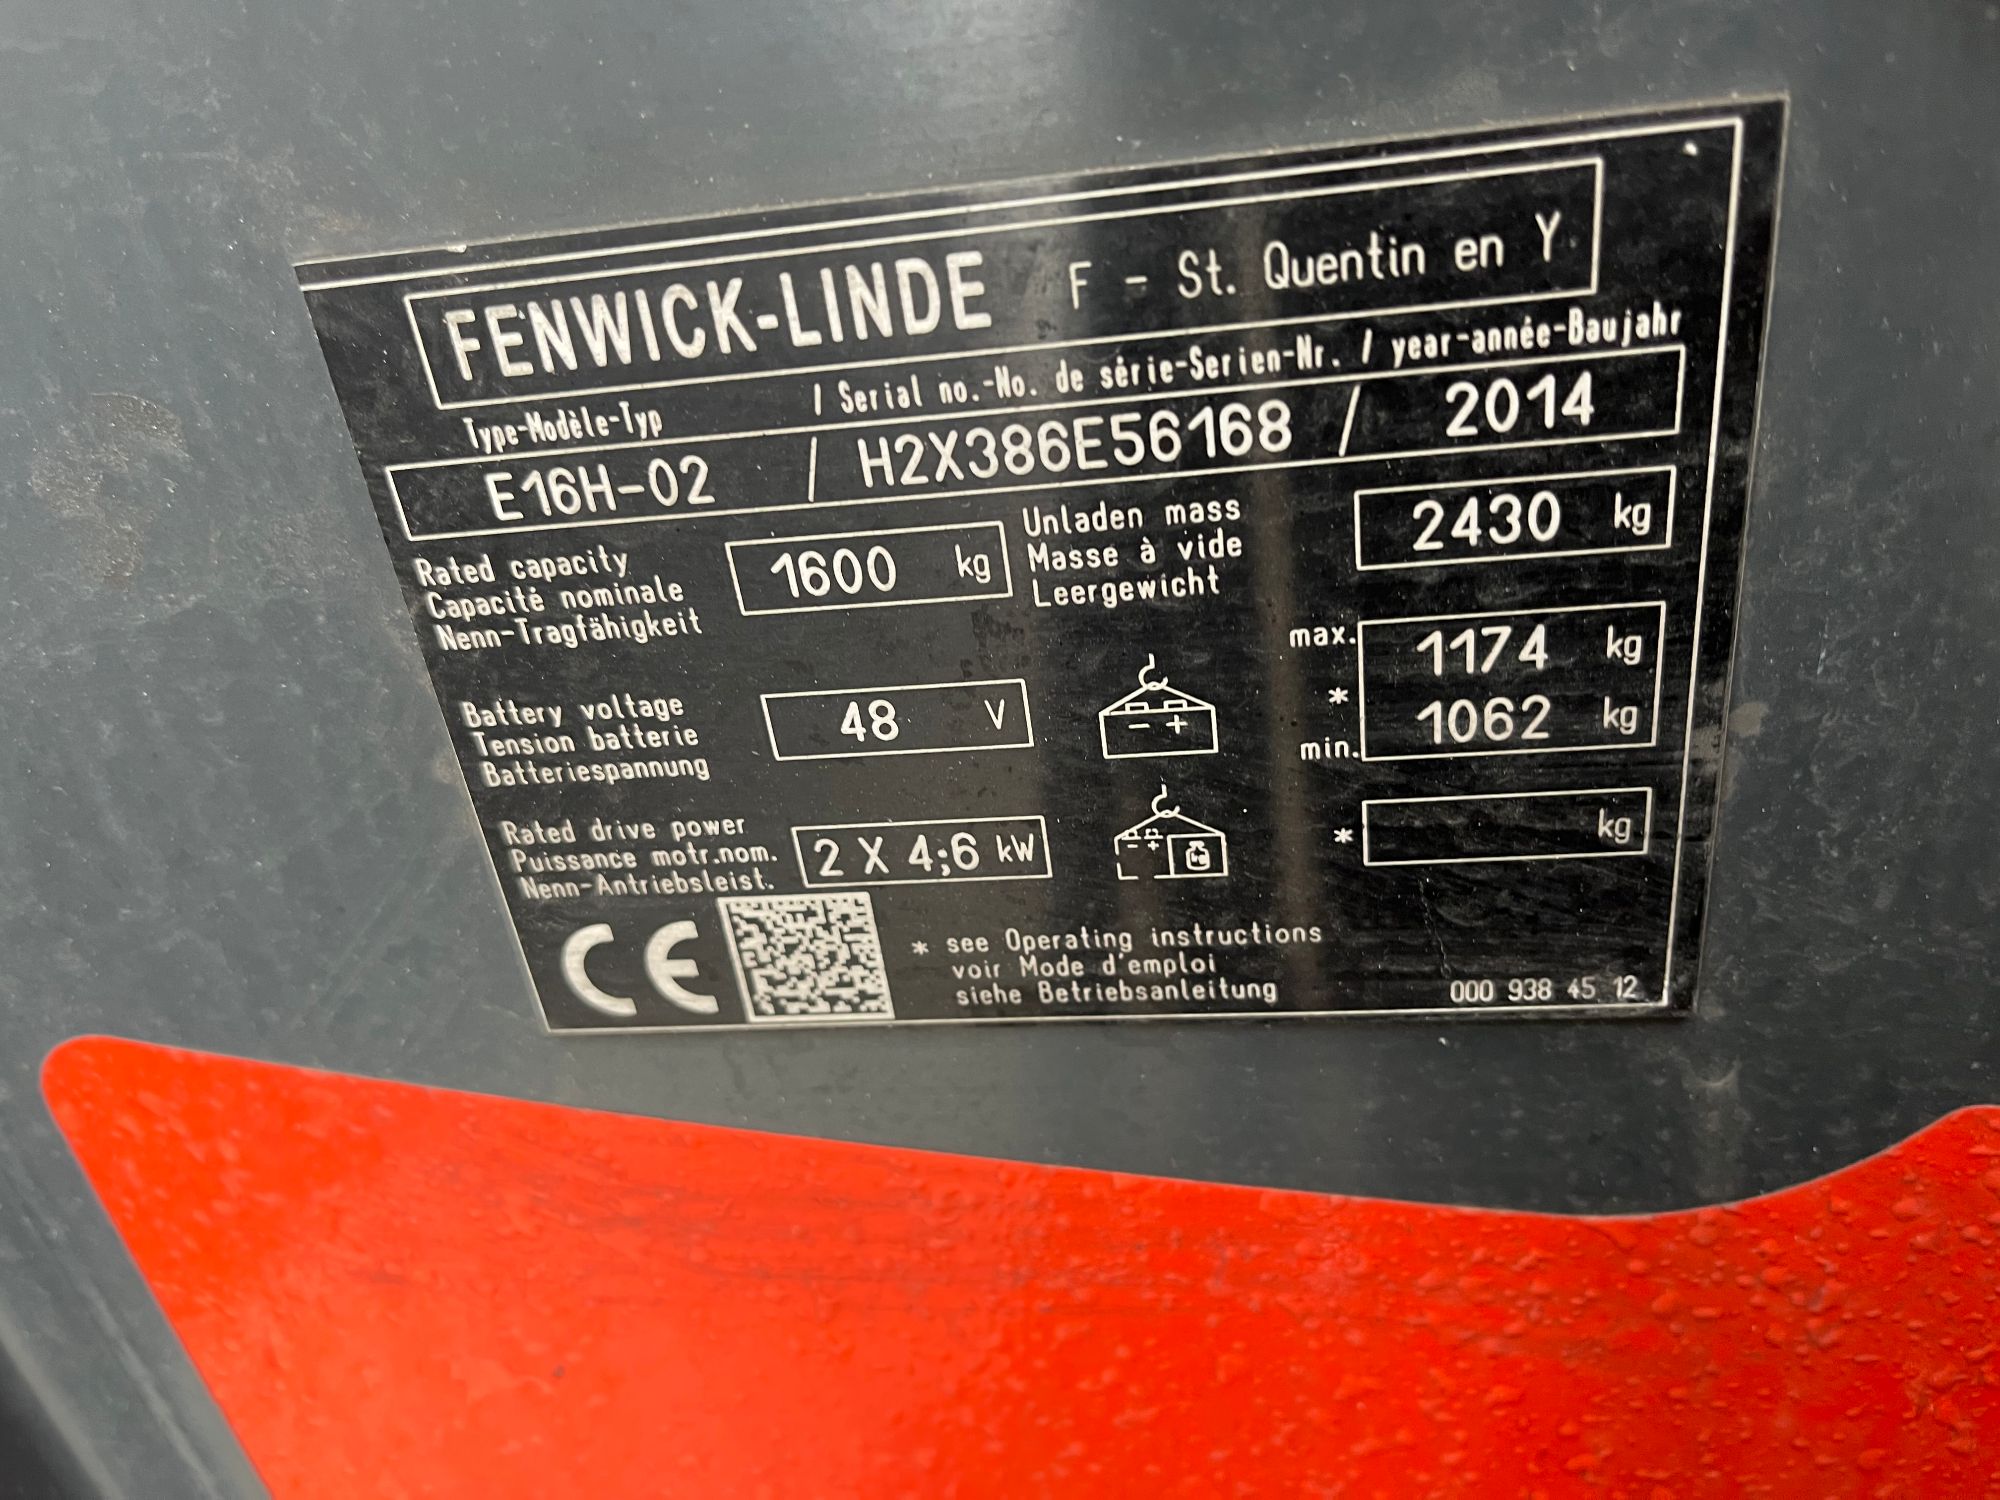 FENWICK-LINDE F - St. Quentin en Y.
Type-Modèle-Typ / Serial no.-No. de série-Serien-Nr. / year-année-Baujahr
E16H-02 / H2X386E56168 / 2014
Rated capacity
Capacité nominale
Nenn-Tragfähigkeit
1600 kg
Unladen mass
Masse à vide
Leergewicht
2430 kg
Battery voltage
Tension batterie
Batteriespannung
48 V
- +
max. 1174 kg
*
min. 1062 kg
Rated drive power
Puissance motr.nom.
Nenn-Antriebsleist.
2 X 4;6 kW
- + kg
* kg
CE
* see Operating instructions
voir Mode d'emploi
siehe Betriebsanleitung
000 938 45 12